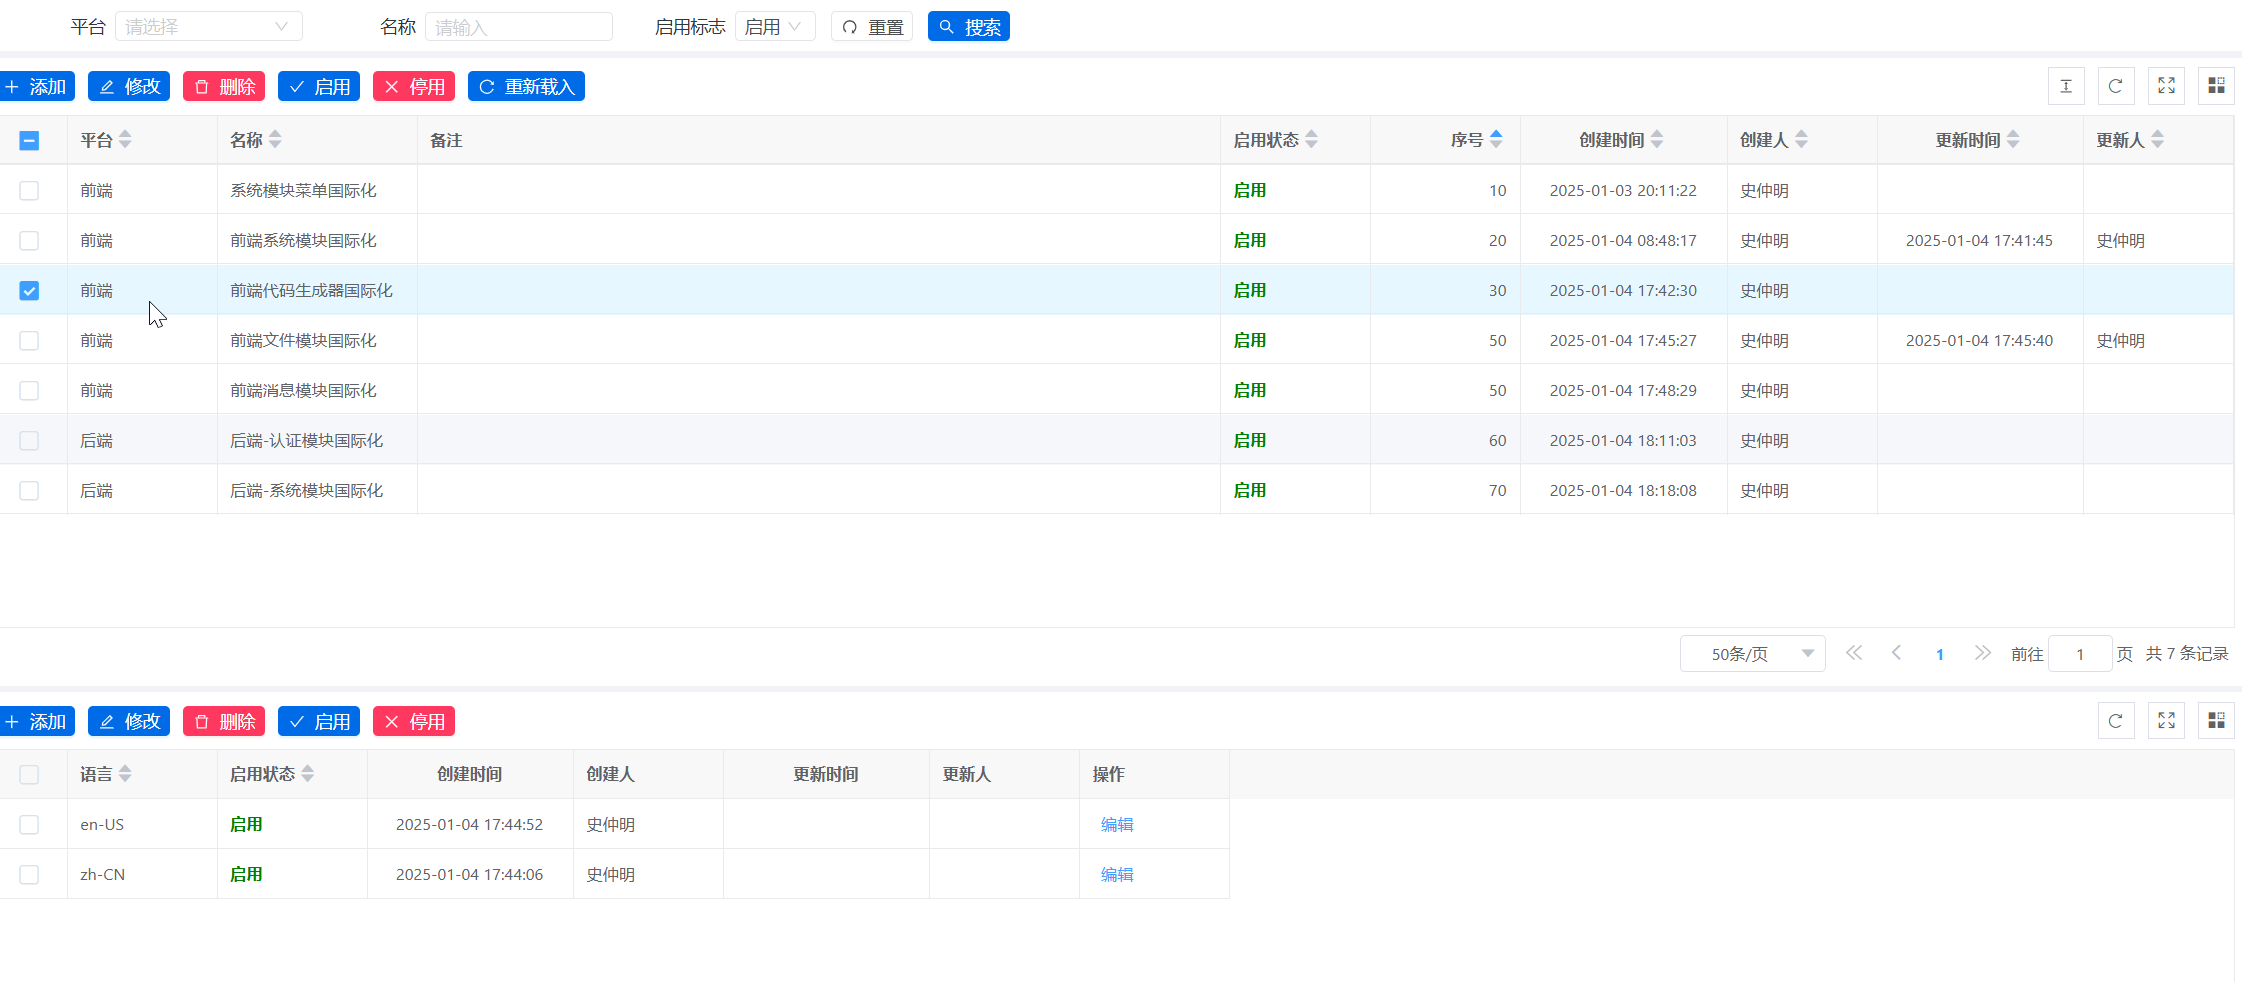 平台 请选择 名称 请输入 启用标志 启用 重置 搜索
添加 修改 删除 启用 停用 重新载入
平台 名称 备注 启用状态 序号 创建时间 创建人 更新时间 更新人
前端 系统模块菜单国际化 启用 10 2025-01-03 20:11:22 史仲明
前端 前端系统模块国际化 启用 20 2025-01-04 08:48:17 史仲明 2025-01-04 17:41:45 史仲明
前端 前端代码生成器国际化 启用 30 2025-01-04 17:42:30 史仲明
前端 前端文件模块国际化 启用 50 2025-01-04 17:45:27 史仲明 2025-01-04 17:45:40 史仲明
前端 前端消息模块国际化 启用 50 2025-01-04 17:48:29 史仲明
后端 后端-认证模块国际化 启用 60 2025-01-04 18:11:03 史仲明
后端 后端-系统模块国际化 启用 70 2025-01-04 18:18:08 史仲明
50条/页 1 前往 1 页 共 7 条记录
添加 修改 删除 启用 停用
语言 启用状态 创建时间 创建人 更新时间 更新人 操作
en-US 启用 2025-01-04 17:44:52 史仲明 编辑
zh-CN 启用 2025-01-04 17:44:06 史仲明 编辑